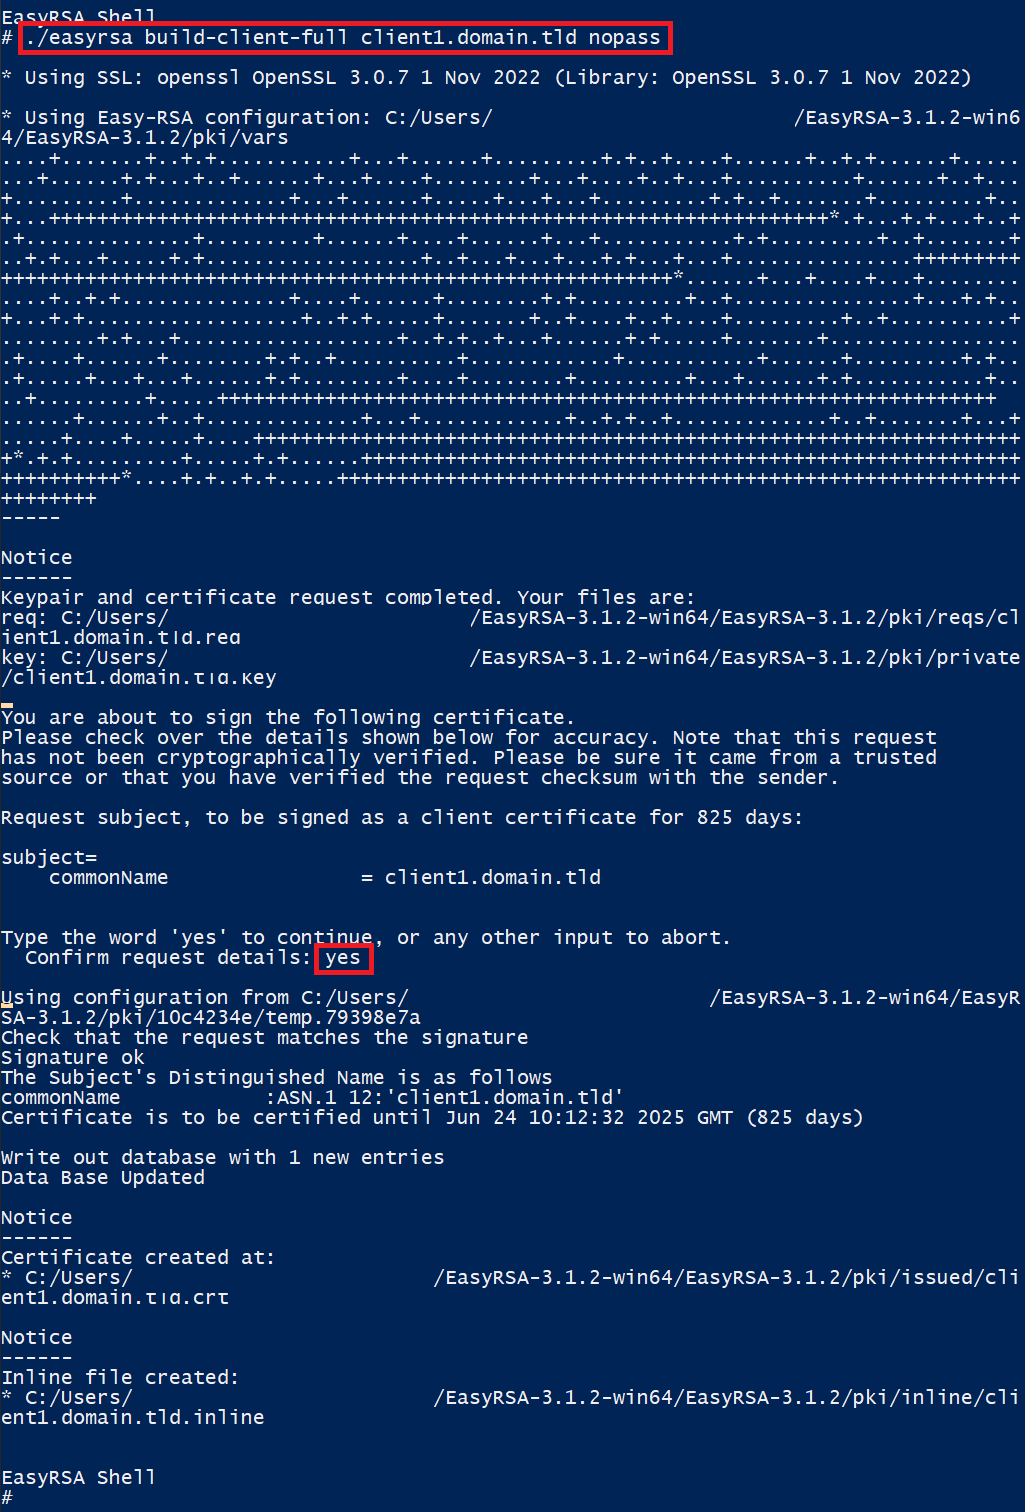 EasyRSA Shell
# ./easyrsa build-client-full client1.domain.tld nopass
* Using SSL: openssl OpenSSL 3.0.7 1 Nov 2022 (Library: OpenSSL 3.0.7 1 Nov 2022)
* Using Easy-RSA configuration: C:/Users/ /EasyRSA-3.1.2-win6
4/EasyRSA-3.1.2/pki/vars
-----
Notice
------
Keypair and certificate request completed. Your files are:
req: C:/Users/ /EasyRSA-3.1.2-win64/EasyRSA-3.1.2/pki/reqs/cl
ient1.domain.tld.req
key: C:/Users/ /EasyRSA-3.1.2-win64/EasyRSA-3.1.2/pki/private
/client1.domain.tld.key
You are about to sign the following certificate.
Please check over the details shown below for accuracy. Note that this request
has not been cryptographically verified. Please be sure it came from a trusted
source or that you have verified the request checksum with the sender.
Request subject, to be signed as a client certificate for 825 days:
subject=
commonName = client1.domain.tld
Type the word 'yes' to continue, or any other input to abort.
Confirm request details: yes
Using configuration from C:/Users/ /EasyRSA-3.1.2-win64/EasyR
SA-3.1.2/pki/10c4234e/temp.79398e7a
Check that the request matches the signature
Signature ok
The Subject's Distinguished Name is as follows
commonName :ASN.1 12:'client1.domain.tld'
Certificate is to be certified until Jun 24 10:12:32 2025 GMT (825 days)
Write out database with 1 new entries
Data Base Updated
Notice
------
Certificate created at:
* C:/Users/ /EasyRSA-3.1.2-win64/EasyRSA-3.1.2/pki/issued/cli
ent1.domain.tld.crt
Notice
------
Inline file created:
* C:/Users/ /EasyRSA-3.1.2-win64/EasyRSA-3.1.2/pki/inline/cli
ent1.domain.tld.inline
EasyRSA Shell
#